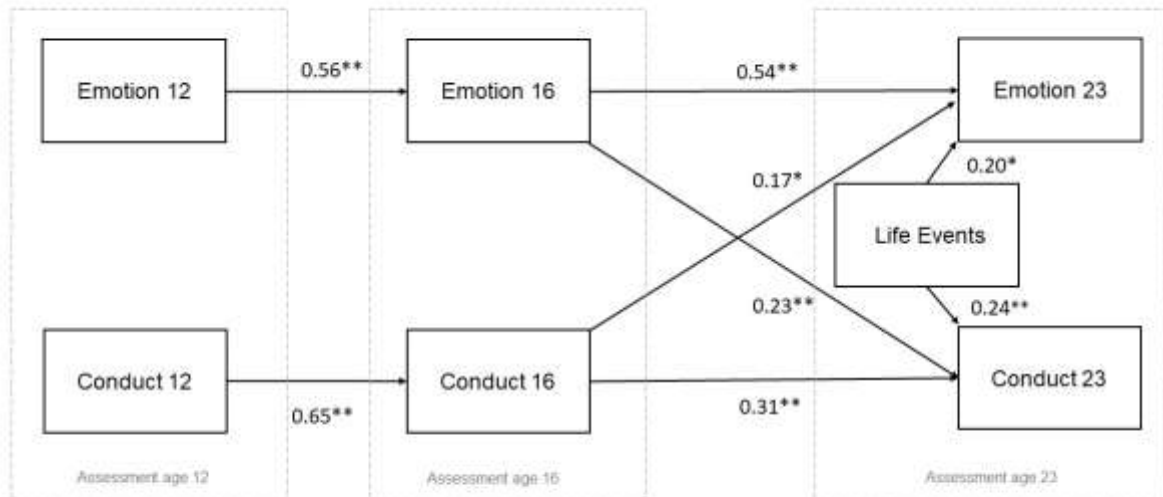 0.56**
0.54**
Emotion 12
Emotion 16
Emotion 23
0.17*
0.20*
Life Events
0.23**
0.24**
Conduct 12
Conduct 16
Conduct 23
0.65**
0.31**
Assessment age 12
Assessment age 16
Assessment age 23